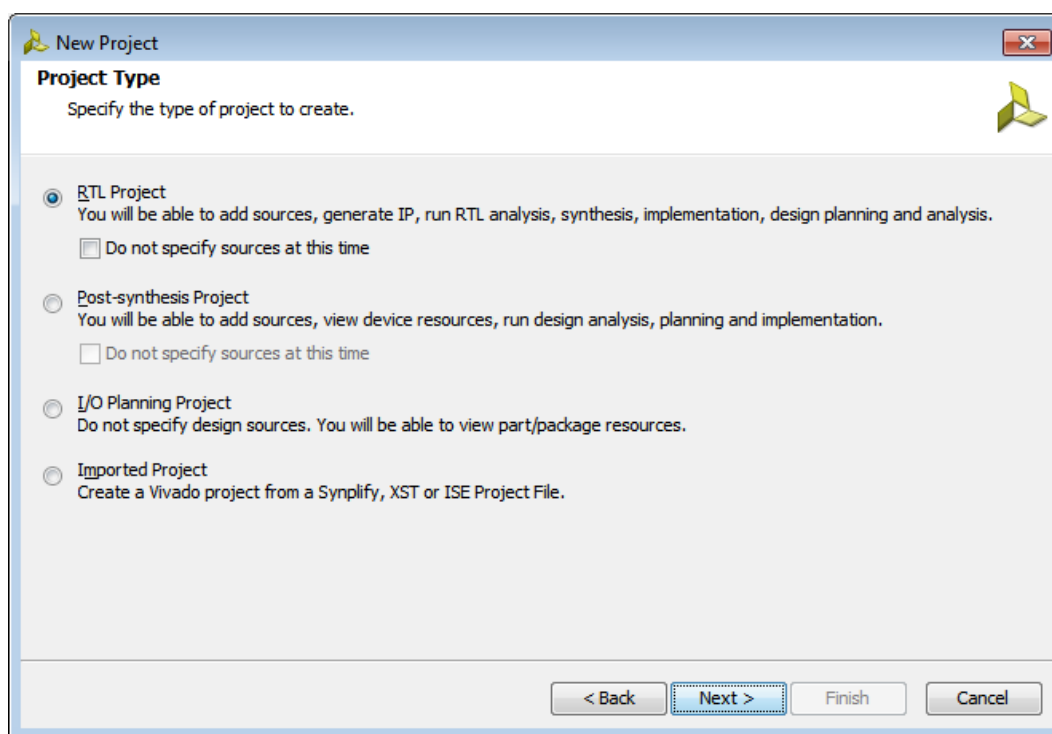 New Project
Project Type
Specify the type of project to create.
RTL Project
You will be able to add sources, generate IP, run RTL analysis, synthesis, implementation, design planning and analysis.
Do not specify sources at this time
Post-synthesis Project
You will be able to add sources, view device resources, run design analysis, planning and implementation.
Do not specify sources at this time
I/O Planning Project
Do not specify design sources. You will be able to view part/package resources.
Imported Project
Create a Vivado project from a Synplify, XST or ISE Project File.
< Back Next > Finish Cancel